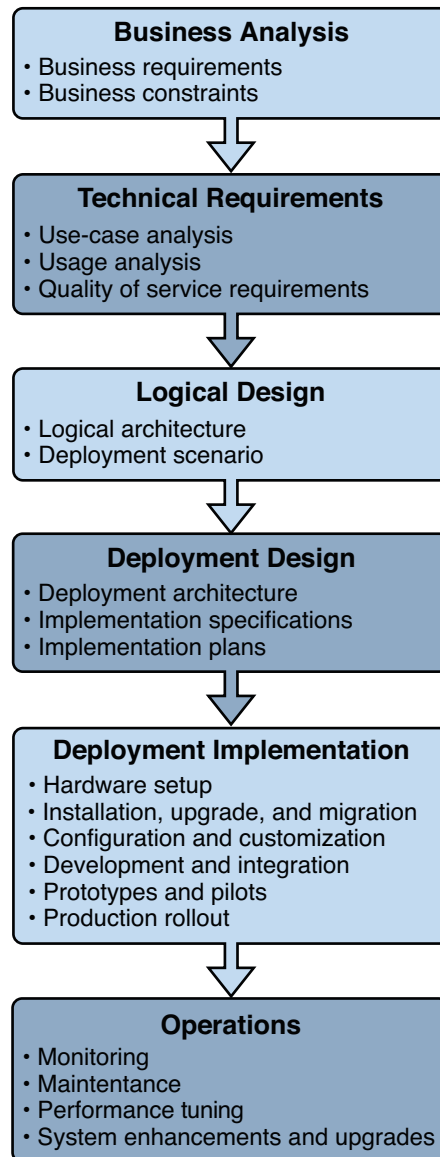 Business Analysis
• Business requirements
• Business constraints
Technical Requirements
• Use-case analysis
• Usage analysis
• Quality of service requirements
Logical Design
• Logical architecture
• Deployment scenario
Deployment Design
• Deployment architecture
• Implementation specifications
• Implementation plans
Deployment Implementation
• Hardware setup
• Installation, upgrade, and migration
• Configuration and customization
• Development and integration
• Prototypes and pilots
• Production rollout
Operations
• Monitoring
• Maintentance
• Performance tuning
• System enhancements and upgrades